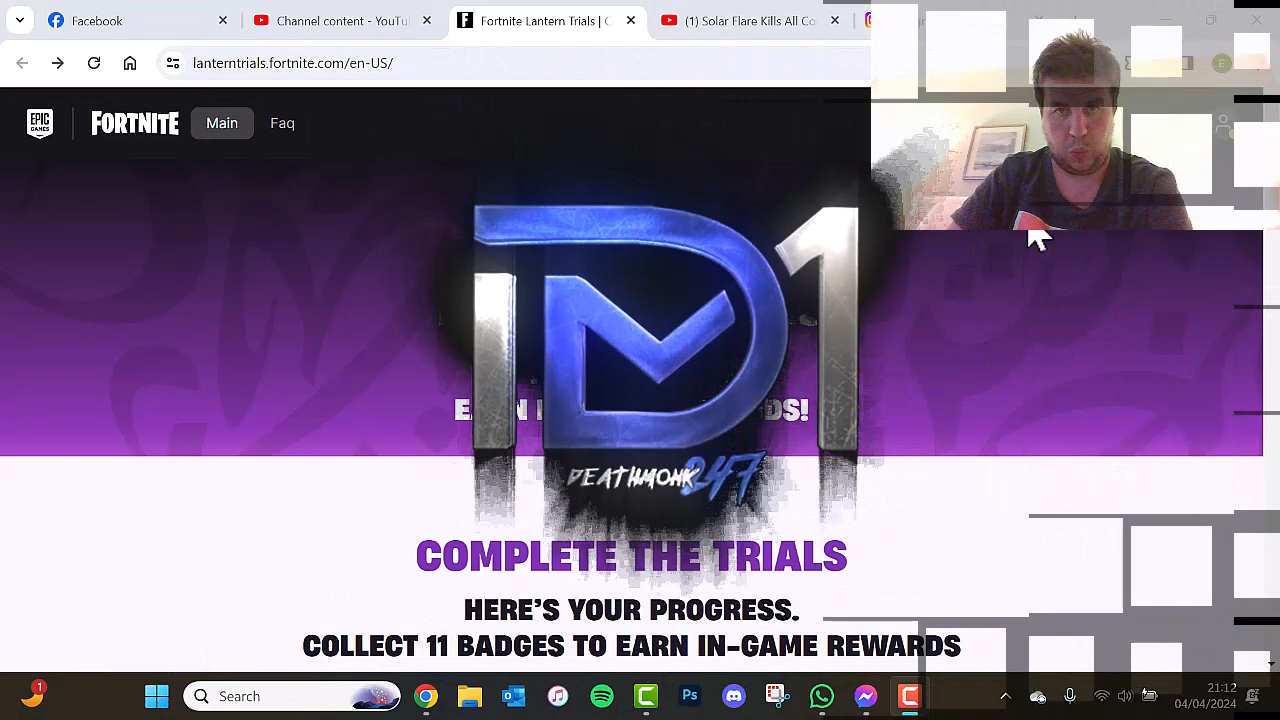 Facebook
Channel content - YouTu
Fortnite Lantern Trials | C
(1) Solar Flare Kills All Co
lanterntrials.fortnite.com/en-US/
E
EPIC GAMES
FORTNITE
Main
Faq
DEATHMONK247
COMPLETE THE TRIALS
HERE'S YOUR PROGRESS.
COLLECT 11 BADGES TO EARN IN-GAME REWARDS
1
Search
Ps
21:12
04/04/2024